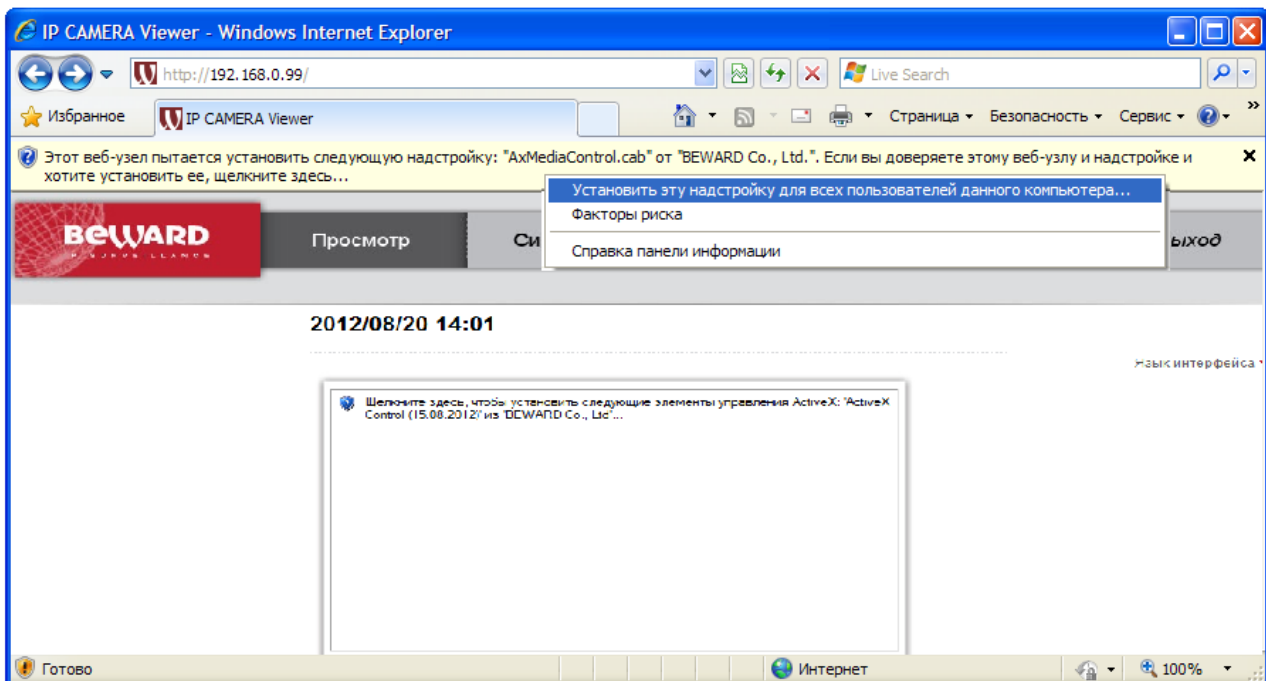 IP CAMERA Viewer - Windows Internet Explorer
http://192.168.0.99/
Live Search
Избранное
IP CAMERA Viewer
Страница
Безопасность
Сервис
Этот веб-узел пытается установить следующую надстройку: "AxMediaControl.cab" от "BEWARD Co., Ltd.". Если вы доверяете этому веб-узлу и надстройке и
хотите установить ее, щелкните здесь...
Установить эту надстройку для всех пользователей данного компьютера...
Факторы риска
Справка панели информации
BEWARD
Просмотр
Си
ыход
2012/08/20 14:01
Язык интерфейса
Щелкните здесь, чтобы установить следующие элементы управления ActiveX: 'ActiveX
Control (15.08.2012)' из 'BEWARD Co., Ltd'...
Готово
Интернет
100%